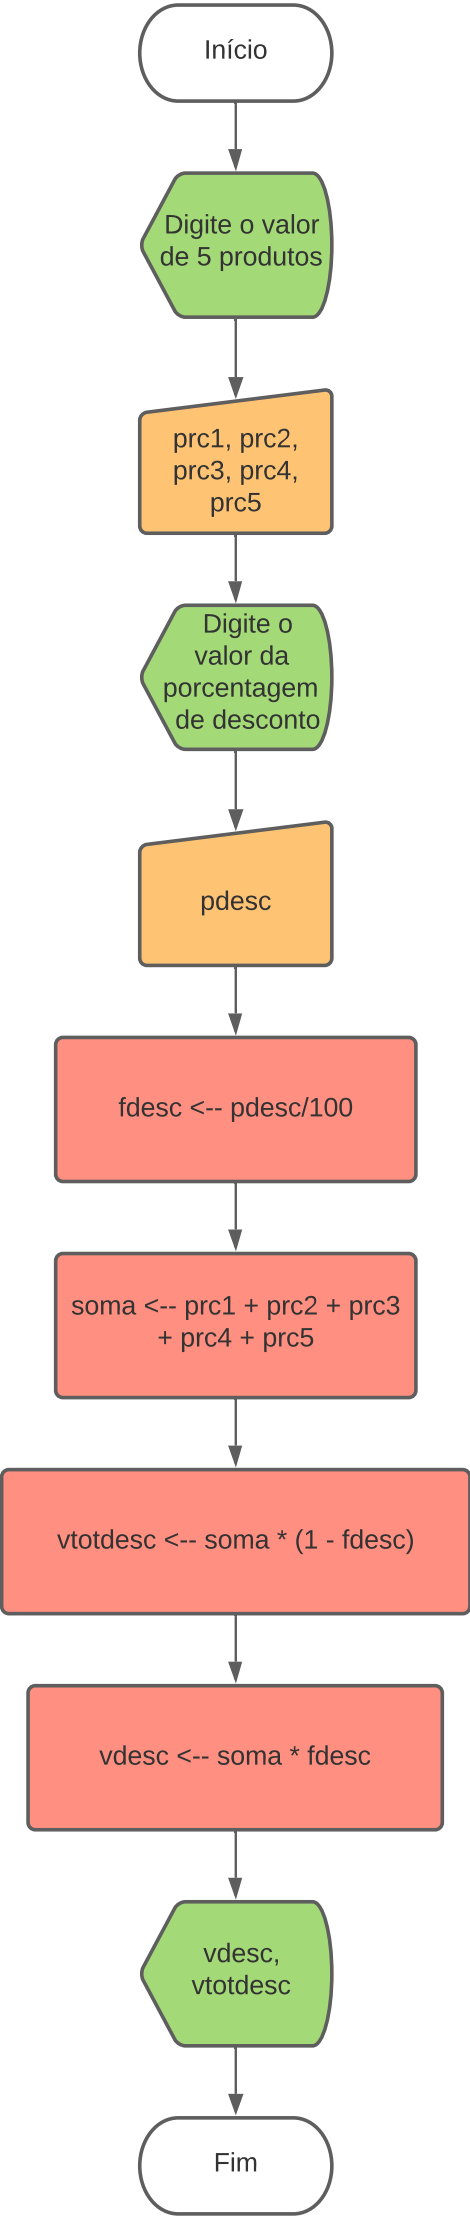 Início
Digite o valor
de 5 produtos
prc1, prc2,
prc3, prc4,
prc5
Digite o
valor da
porcentagem
de desconto
pdesc
fdesc <-- pdesc/100
soma <-- prc1 + prc2 + prc3
+ prc4 + prc5
vtotdesc <-- soma * (1 - fdesc)
vdesc <-- soma * fdesc
vdesc,
vtotdesc
Fim